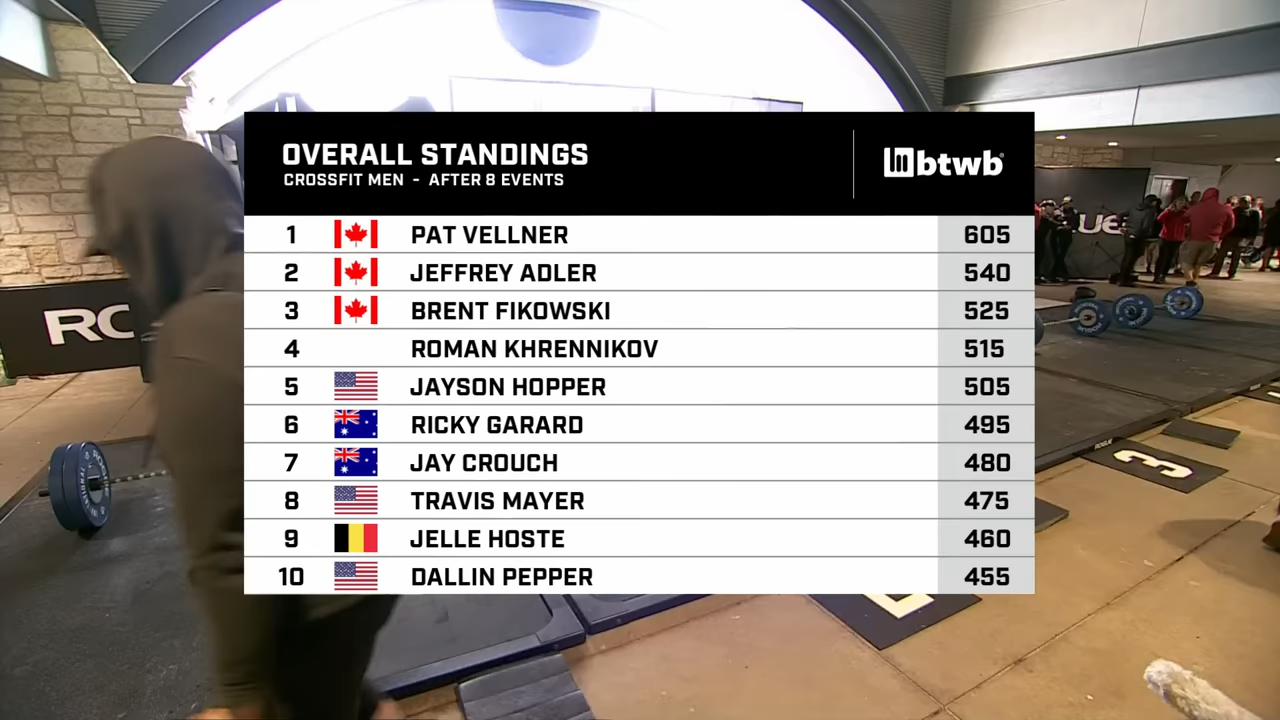 OVERALL STANDINGS
CROSSFIT MEN - AFTER 8 EVENTS
btwb
1 PAT VELLNER 605
2 JEFFREY ADLER 540
3 BRENT FIKOWSKI 525
4 ROMAN KHRENNIKOV 515
5 JAYSON HOPPER 505
6 RICKY GARARD 495
7 JAY CROUCH 480
8 TRAVIS MAYER 475
9 JELLE HOSTE 460
10 DALLIN PEPPER 455
RO
UE
ROGUE
3